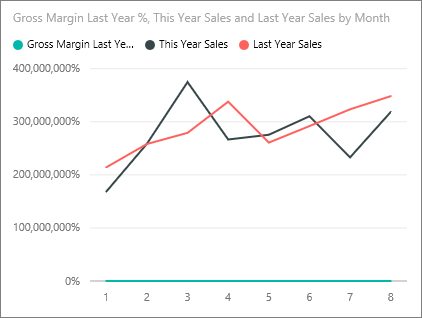 Gross Margin Last Year %, This Year Sales and Last Year Sales by Month
Gross Margin Last Ye... This Year Sales Last Year Sales
400,000,000%
300,000,000%
200,000,000%
100,000,000%
0%
1 2 3 4 5 6 7 8